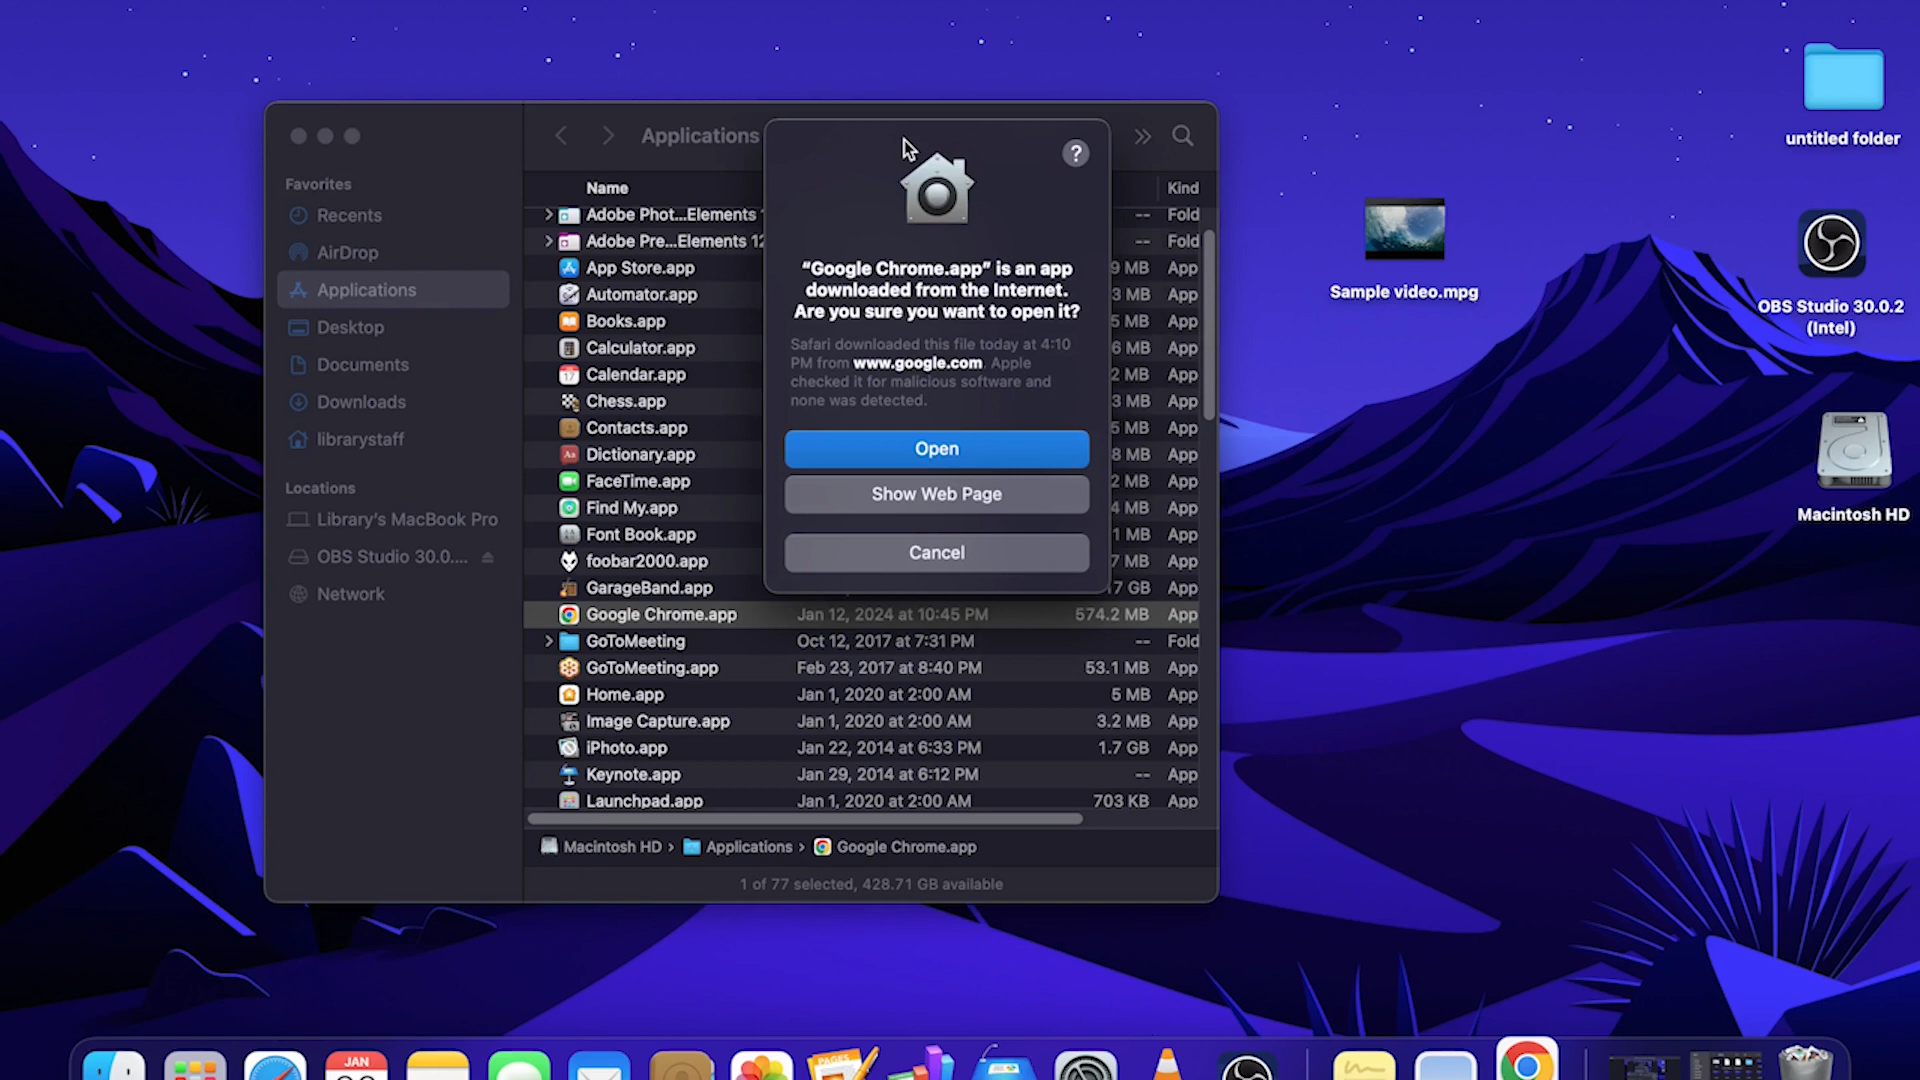 Applications
Favorites
Recents
AirDrop
Applications
Desktop
Documents
Downloads
librarystaff
Locations
Library's MacBook Pro
OBS Studio 30.0....
Network
Name
Kind
Adobe Phot...Elements
-- Fold
Adobe Pre...Elements 12
-- Fold
App Store.app
9 MB App
Automator.app
3 MB App
Books.app
5 MB App
Calculator.app
6 MB App
Calendar.app
2 MB App
Chess.app
3 MB App
Contacts.app
5 MB App
Dictionary.app
8 MB App
FaceTime.app
2 MB App
Find My.app
4 MB App
Font Book.app
1 MB App
foobar2000.app
7 MB App
GarageBand.app
7 GB App
Google Chrome.app Jan 12, 2024 at 10:45 PM 574.2 MB App
GoToMeeting Oct 12, 2017 at 7:31 PM -- Fold
GoToMeeting.app Feb 23, 2017 at 8:40 PM 53.1 MB App
Home.app Jan 1, 2020 at 2:00 AM 5 MB App
Image Capture.app Jan 1, 2020 at 2:00 AM 3.2 MB App
iPhoto.app Jan 22, 2014 at 6:33 PM 1.7 GB App
Keynote.app Jan 29, 2014 at 6:12 PM -- App
Launchpad.app Jan 1, 2020 at 2:00 AM 703 KB App
Macintosh HD › Applications › Google Chrome.app
1 of 77 selected, 428.71 GB available
?
“Google Chrome.app” is an app
downloaded from the Internet.
Are you sure you want to open it?
Safari downloaded this file today at 4:10
PM from www.google.com. Apple
checked it for malicious software and
none was detected.
Open
Show Web Page
Cancel
untitled folder
Sample video.mpg
OBS Studio 30.0.2
(Intel)
Macintosh HD
JAN
PAGES